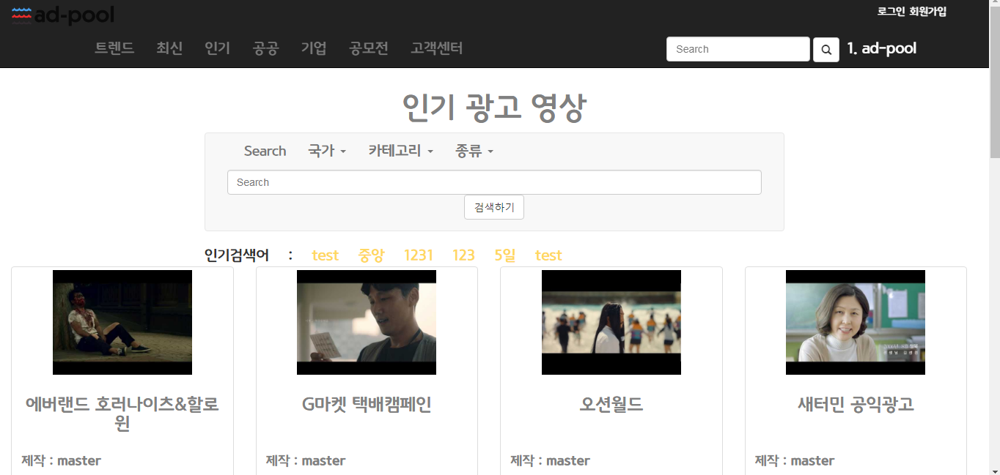 ad-pool
로그인 회원가입
트렌드 최신 인기 공공 기업 공모전 고객센터
Search
1. ad-pool
인기 광고 영상
Search 국가 카테고리 종류
Search
검색하기
인기검색어 : test 중앙 1231 123 5일 test
에버랜드 호러나이츠&할로
윈
G마켓 택배캠페인
오션월드
새터민 공익광고
제작 : master
제작 : master
제작 : master
제작 : master